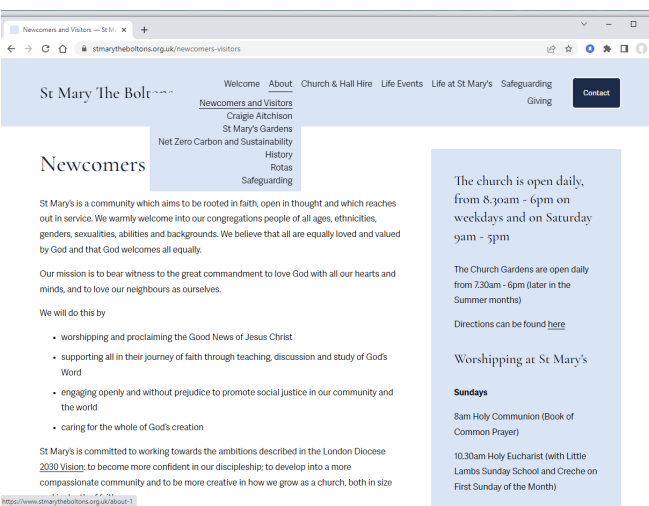 Newcomers and Visitors — St M
stmarytheboltons.org.uk/newcomers-visitors
St Mary The Boltons
Welcome About Church & Hall Hire Life Events Life at St Mary's Safeguarding
Giving
Contact
Newcomers and Visitors
Craigie Aitchison
St Mary's Gardens
Net Zero Carbon and Sustainability
History
Rotas
Safeguarding
Newcomers
St Mary's is a community which aims to be rooted in faith, open in thought and which reaches
out in service. We warmly welcome into our congregations people of all ages, ethnicities,
genders, sexualities, abilities and backgrounds. We believe that all are equally loved and valued
by God and that God welcomes all equally.
Our mission is to bear witness to the great commandment to love God with all our hearts and
minds, and to love our neighbours as ourselves.
We will do this by
• worshipping and proclaiming the Good News of Jesus Christ
• supporting all in their journey of faith through teaching, discussion and study of God's
Word
• engaging openly and without prejudice to promote social justice in our community and
the world
• caring for the whole of God's creation
St Mary's is committed to working towards the ambitions described in the London Diocese
2030 Vision: to become more confident in our discipleship; to develop into a more
compassionate community and to be more creative in how we grow as a church, both in size
https://www.stmarytheboltons.org.uk/about-1
The church is open daily,
from 8.30am - 6pm on
weekdays and on Saturday
9am - 5pm
The Church Gardens are open daily
from 7.30am - 6pm (later in the
Summer months)
Directions can be found here
Worshipping at St Mary's
Sundays
8am Holy Communion (Book of
Common Prayer)
10.30am Holy Eucharist (with Little
Lambs Sunday School and Creche on
First Sunday of the Month)